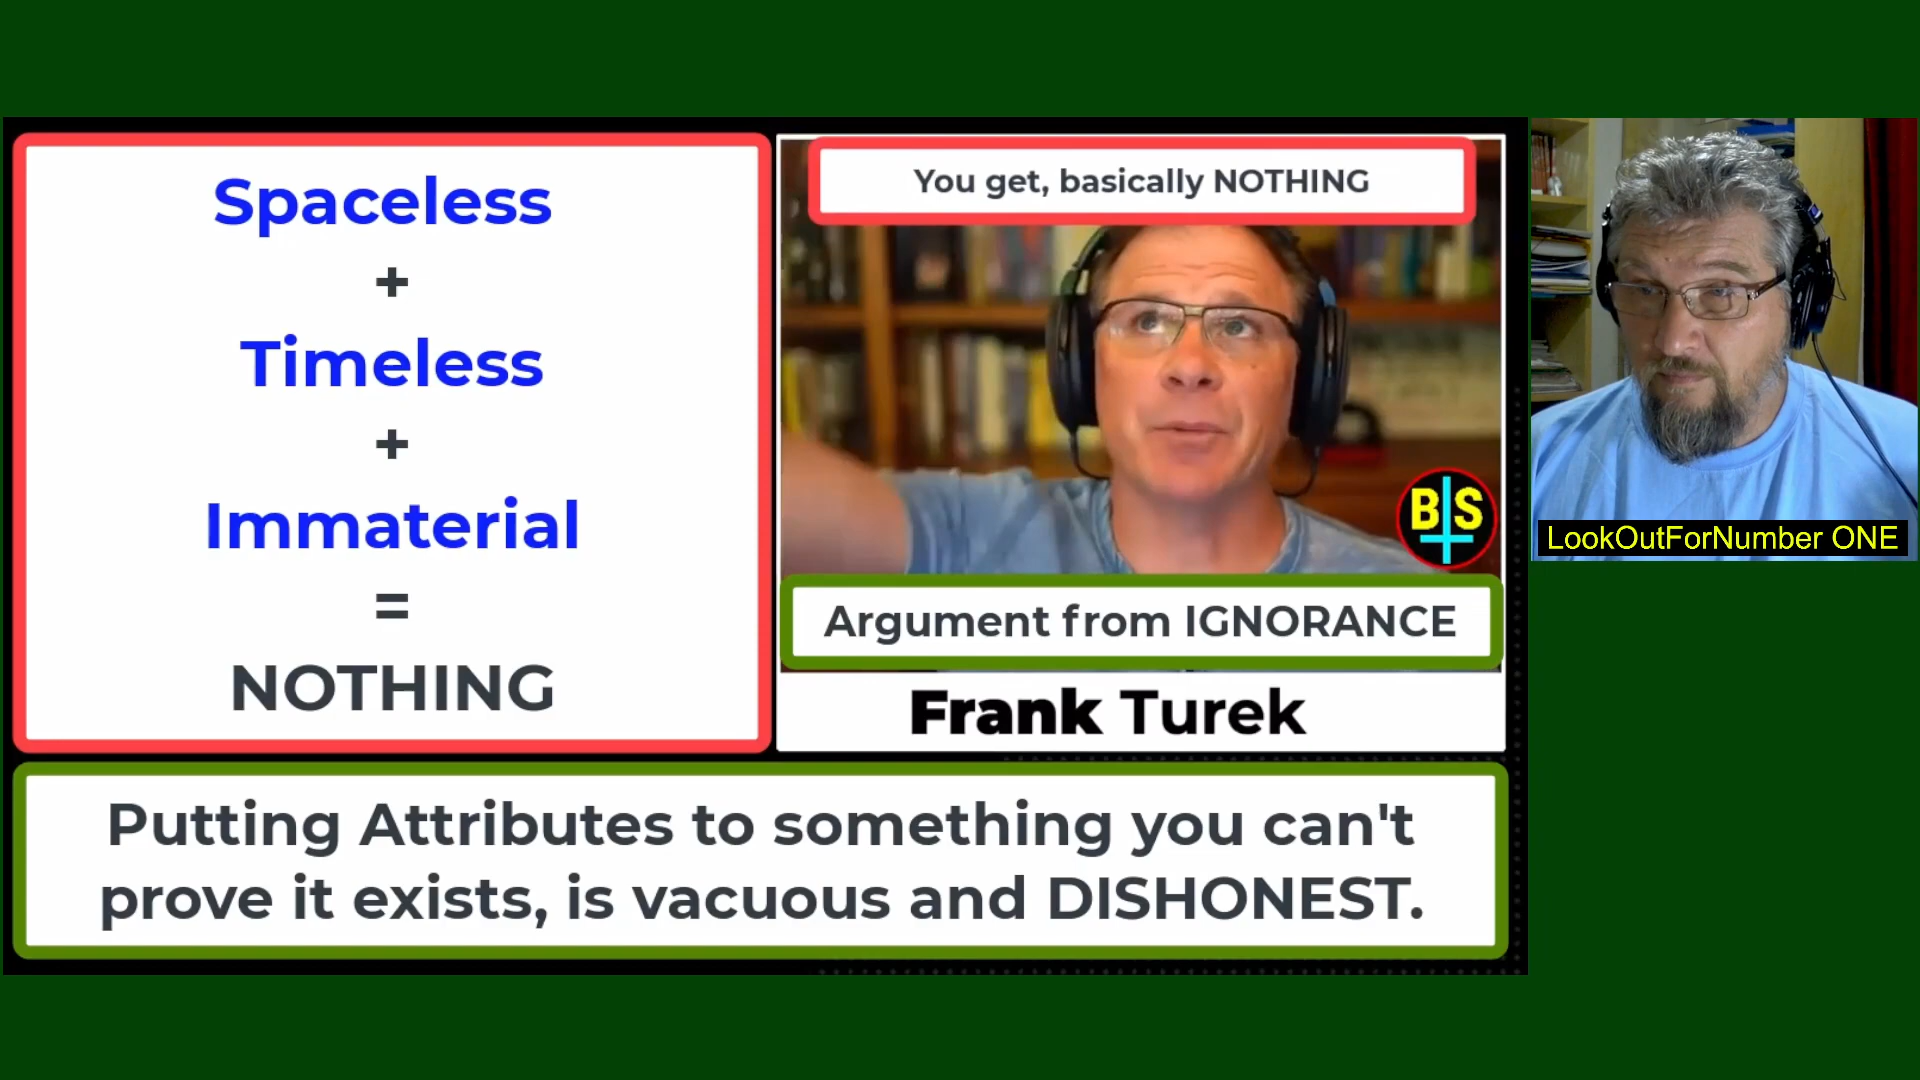 Spaceless
+
Timeless
+
Immaterial
=
NOTHING
You get, basically NOTHING
BS
Argument from IGNORANCE
Frank Turek
Putting Attributes to something you can't
prove it exists, is vacuous and DISHONEST.
LookOutForNumber ONE